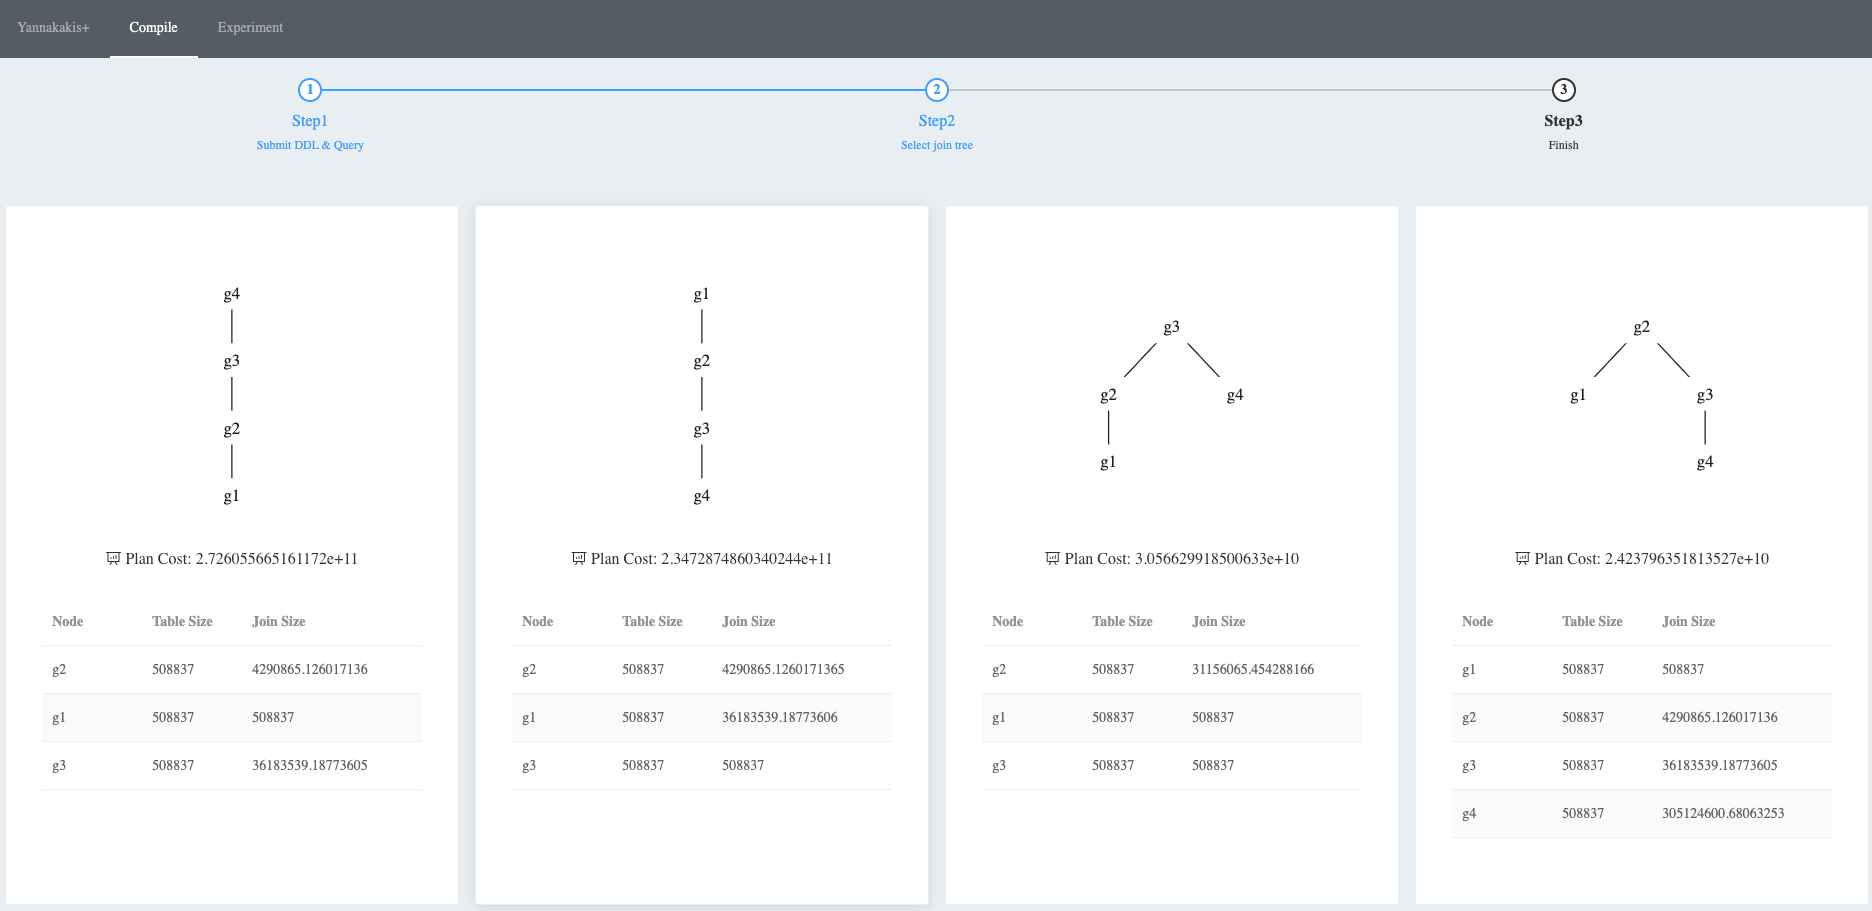 Yannakakis+ Compile Experiment
1 2 3
Step1 Step2 Step3
Submit DDL & Query Select join tree Finish
g4
g3
g2
g1
Plan Cost: 2.726055665161172e+11
Node Table Size Join Size
g2 508837 4290865.126017136
g1 508837 508837
g3 508837 36183539.18773605
g1
g2
g3
g4
Plan Cost: 2.3472874860340244e+11
Node Table Size Join Size
g2 508837 4290865.1260171365
g1 508837 36183539.18773606
g3 508837 508837
g3
g2 g4
g1
Plan Cost: 3.056629918500633e+10
Node Table Size Join Size
g2 508837 31156065.454288166
g1 508837 508837
g3 508837 508837
g2
g1 g3
g4
Plan Cost: 2.423796351813527e+10
Node Table Size Join Size
g1 508837 508837
g2 508837 4290865.126017136
g3 508837 36183539.18773605
g4 508837 305124600.68063253